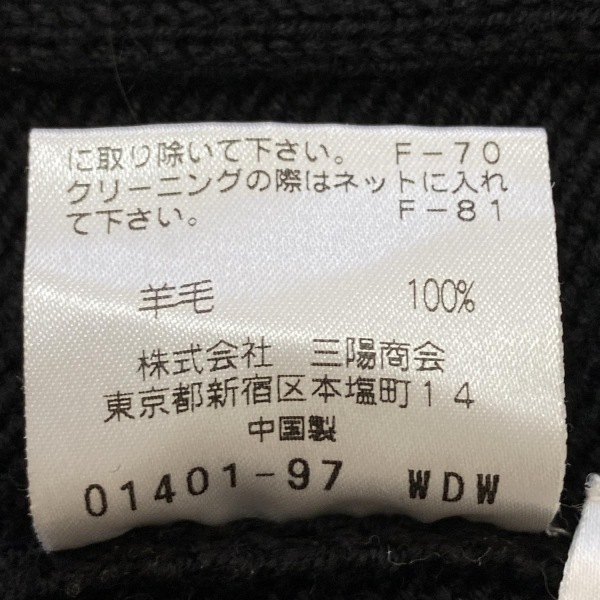 に取り除いて下さい。 F-70
クリーニングの際はネットに入れ
て下さい。 F-81
羊毛 100%
株式会社 三陽商会
東京都新宿区本塩町14
中国製
01401-97 WDW